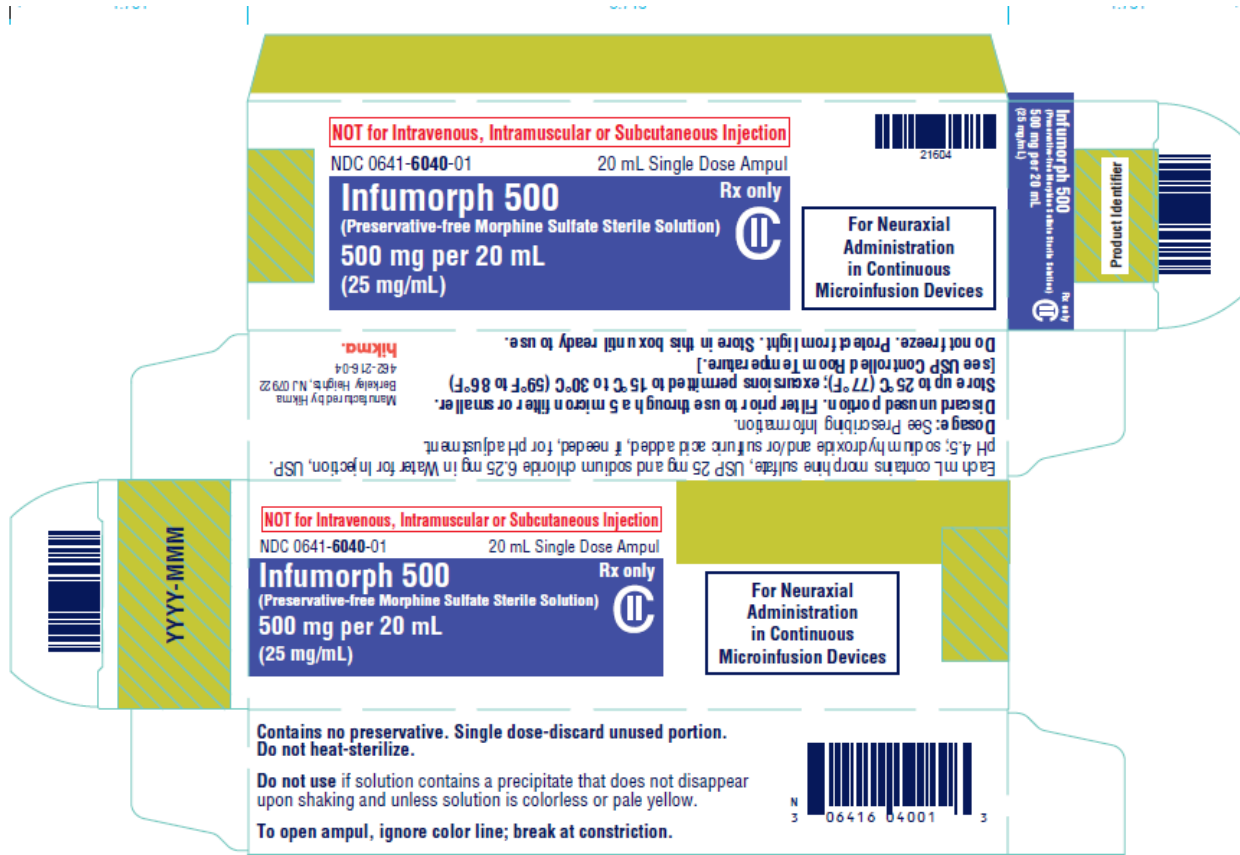 NOT for Intravenous, Intramuscular or Subcutaneous Injection
NDC 0641-6040-01 20 mL Single Dose Ampul
Infumorph 500 Rx only
(Preservative-free Morphine Sulfate Sterile Solution)
CII
500 mg per 20 mL
(25 mg/mL)
21604
For Neuraxial
Administration
in Continuous
Microinfusion Devices
Infumorph 500 Rx only
(Preservative-free Morphine Sulfate Sterile Solution)
CII
500 mg per 20 mL
(25 mg/mL)
Product Identifier
Each mL contains morphine sulfate, USP 25 mg and sodium chloride 6.25 mg in Water for Injection, USP.
pH 4.5; sodium hydroxide and/or sulfuric acid added, if needed, for pH adjustment.
Dosage: See Prescribing Information.
Discard unused portion. Filter prior to use through a 5 micron filter or smaller.
Store up to 25°C (77°F); excursions permitted to 15°C to 30°C (59°F to 86°F)
[see USP Controlled Room Temperature.]
Do not freeze. Protect from light. Store in this box until ready to use.
Manufactured by Hikma
Berkeley Heights, NJ 07922
462-216-04
hikma.
YYYY-MMM
NOT for Intravenous, Intramuscular or Subcutaneous Injection
NDC 0641-6040-01 20 mL Single Dose Ampul
Infumorph 500 Rx only
(Preservative-free Morphine Sulfate Sterile Solution)
CII
500 mg per 20 mL
(25 mg/mL)
For Neuraxial
Administration
in Continuous
Microinfusion Devices
Contains no preservative. Single dose-discard unused portion.
Do not heat-sterilize.
Do not use if solution contains a precipitate that does not disappear
upon shaking and unless solution is colorless or pale yellow.
To open ampul, ignore color line; break at constriction.
N
3 06416 04001 3